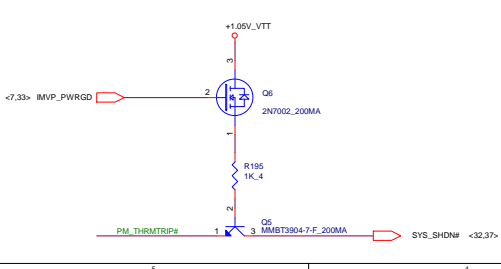 +1.05V_VTT
3
<7,33> IMVP_PWRGD
2
Q6
2N7002_200MA
1
R195
1K_4
2
Q5
PM_THRMTRIP#
1
3
MMBT3904-7-F_200MA
SYS_SHDN# <32,37>
5
4